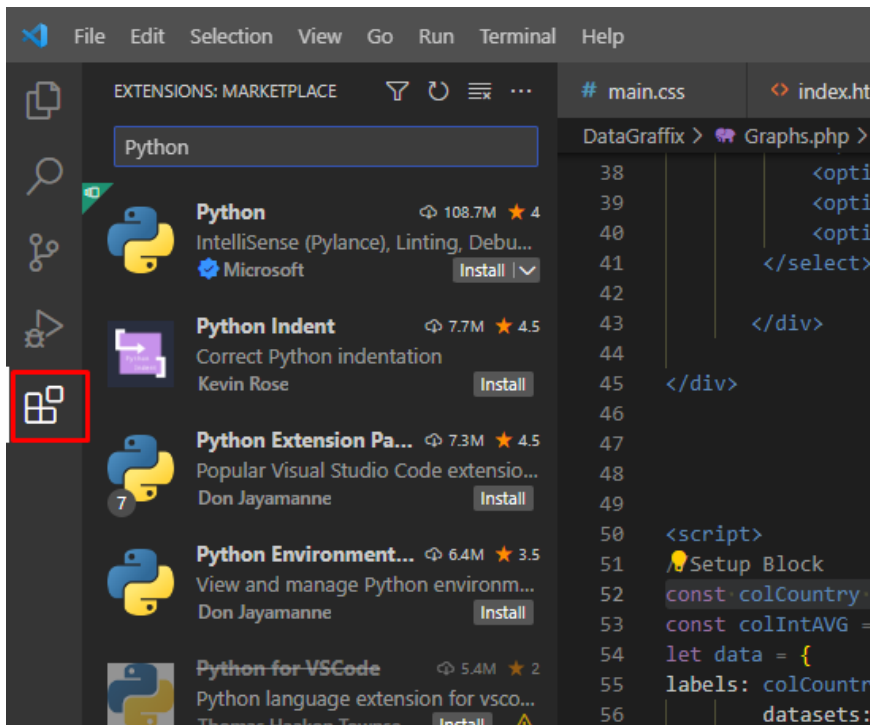 File Edit Selection View Go Run Terminal Help
EXTENSIONS: MARKETPLACE ...
Python
Python 108.7M ★ 4
IntelliSense (Pylance), Linting, Debu...
Microsoft Install
Python Indent 7.7M ★ 4.5
Correct Python indentation
Kevin Rose Install
Python Extension Pa... 7.3M ★ 4.5
Popular Visual Studio Code extensio...
7 Don Jayamanne Install
Python Environment... 6.4M ★ 3.5
View and manage Python environm...
Don Jayamanne Install
Python for VSCode 5.4M ★ 2
Python language extension for vsco...
Install
# main.css <> index.ht
DataGraffix > Graphs.php >
38 <opti
39 <opti
40 <opti
41 </select>
42
43 </div>
44
45 </div>
46
47
48
49
50 <script>
51 Setup Block
52 const colCountry
53 const colIntAVG =
54 let data = {
55 labels: colCountr
56 datasets: